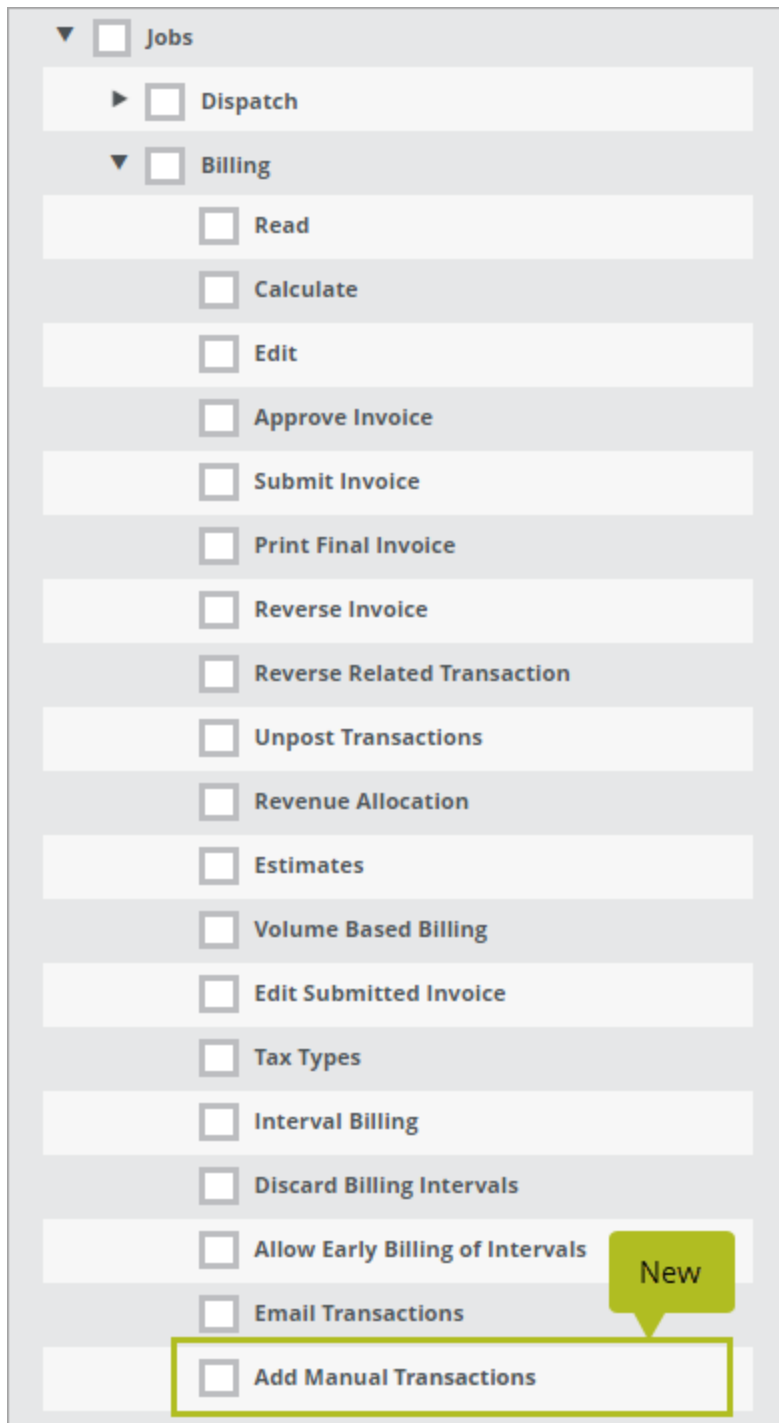 Jobs
Dispatch
Billing
Read
Calculate
Edit
Approve Invoice
Submit Invoice
Print Final Invoice
Reverse Invoice
Reverse Related Transaction
Unpost Transactions
Revenue Allocation
Estimates
Volume Based Billing
Edit Submitted Invoice
Tax Types
Interval Billing
Discard Billing Intervals
Allow Early Billing of Intervals
New
Email Transactions
Add Manual Transactions